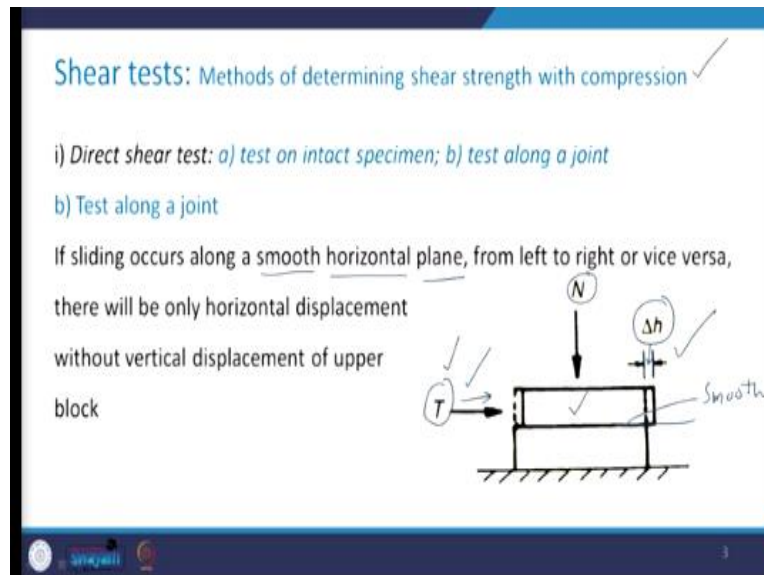 Shear tests: Methods of determining shear strength with compression
i) Direct shear test: a) test on intact specimen; b) test along a joint
b) Test along a joint
If sliding occurs along a smooth horizontal plane, from left to right or vice versa,
there will be only horizontal displacement
without vertical displacement of upper
block
N
Δh
T
Smooth
swayam
3